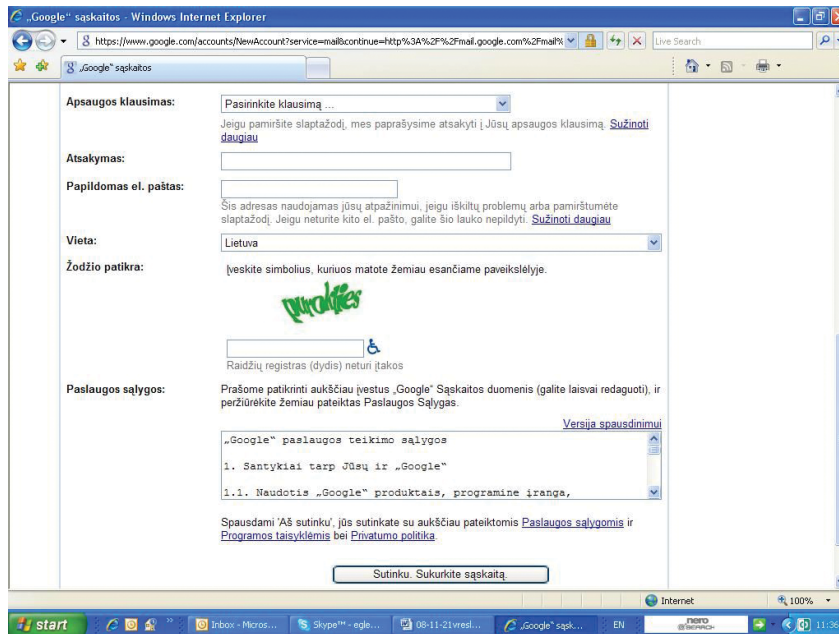 „Google“ sąskaitos - Windows Internet Explorer
https://www.google.com/accounts/NewAccount?service=mail&continue=http%3A%2F%2Fmail.google.com%2Fmail%
Live Search
„Google“ sąskaitos
Apsaugos klausimas:
Pasirinkite klausimą ...
Jeigu pamiršite slaptažodį, mes paprašysime atsakyti į Jūsų apsaugos klausimą. Sužinoti
daugiau
Atsakymas:
Papildomas el. paštas:
Šis adresas naudojamas jūsų atpažinimui, jeigu iškiltų problemų arba pamirštumėte
slaptažodį. Jeigu neturite kito el. pašto, galite šio lauko nepildyti. Sužinoti daugiau
Vieta:
Lietuva
Žodžio patikra:
Įveskite simbolius, kuriuos matote žemiau esančiame paveikslėlyje.
Raidžių registras (dydis) neturi įtakos
Paslaugos sąlygos:
Prašome patikrinti aukščiau įvestus „Google“ Sąskaitos duomenis (galite laisvai redaguoti), ir
peržiūrėkite žemiau pateiktas Paslaugos Sąlygas.
Versija spausdinimui
„Google“ paslaugos teikimo sąlygos
1. Santykiai tarp Jūsų ir „Google“
1.1. Naudotis „Google“ produktais, programine įranga,
Spausdami 'Aš sutinku', jūs sutinkate su aukščiau pateiktomis Paslaugos sąlygomis ir
Programos taisyklėmis bei Privatumo politika.
Sutinku. Sukurkite sąskaitą.
Internet
100%
start
Inbox - Micros...
Skype™ - egle...
08-11-21vresl...
„Google“ sąsk...
EN
nero
SEARCH